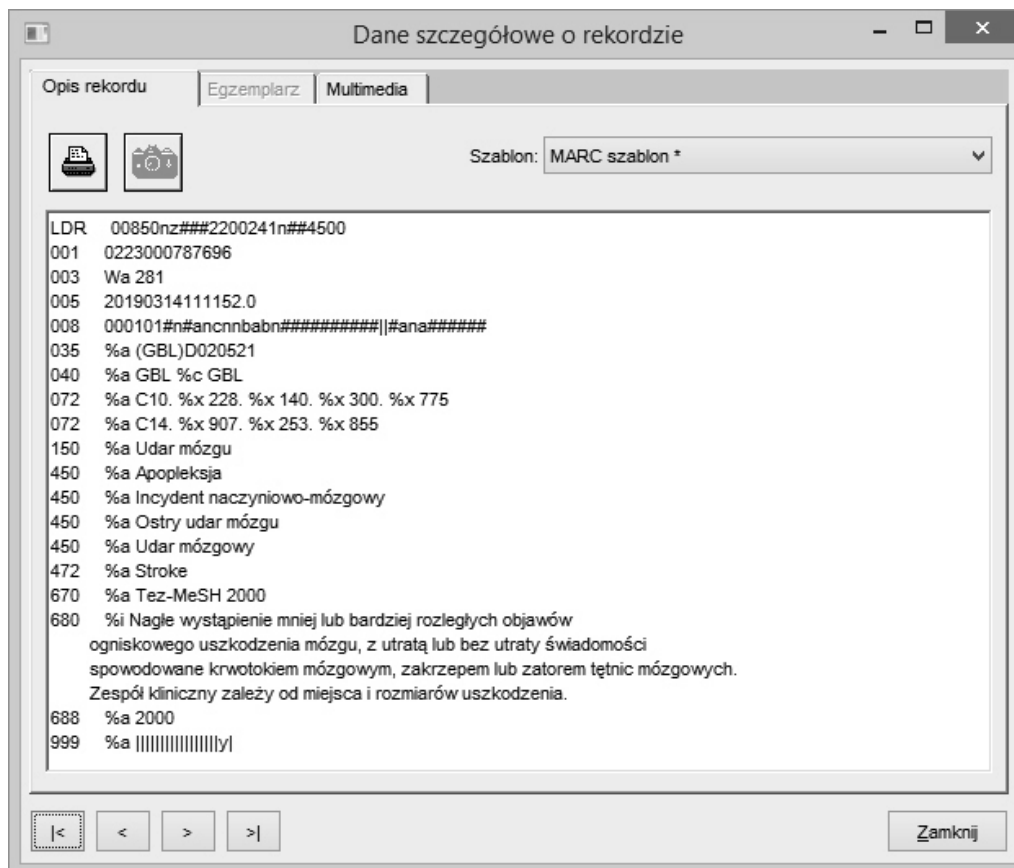 Dane szczegółowe o rekordzie
Opis rekordu
Egzemplarz
Multimedia
Szablon: MARC szablon *
LDR 00850nz###2200241n##4500
001 0223000787696
003 Wa 281
005 20190314111152.0
008 000101#n#ancnnbabn##########||#ana######
035 %a (GBL)D020521
040 %a GBL %c GBL
072 %a C10. %x 228. %x 140. %x 300. %x 775
072 %a C14. %x 907. %x 253. %x 855
150 %a Udar mózgu
450 %a Apopleksja
450 %a Incydent naczyniowo-mózgowy
450 %a Ostry udar mózgu
450 %a Udar mózgowy
472 %a Stroke
670 %a Tez-MeSH 2000
680 %i Nagłe wystąpienie mniej lub bardziej rozległych objawów
ogniskowego uszkodzenia mózgu, z utratą lub bez utraty świadomości
spowodowane krwotokiem mózgowym, zakrzepem lub zatorem tętnic mózgowych.
Zespół kliniczny zależy od miejsca i rozmiarów uszkodzenia.
688 %a 2000
999 %a |||||||||||||||||y|
|< < > >| Zamknij